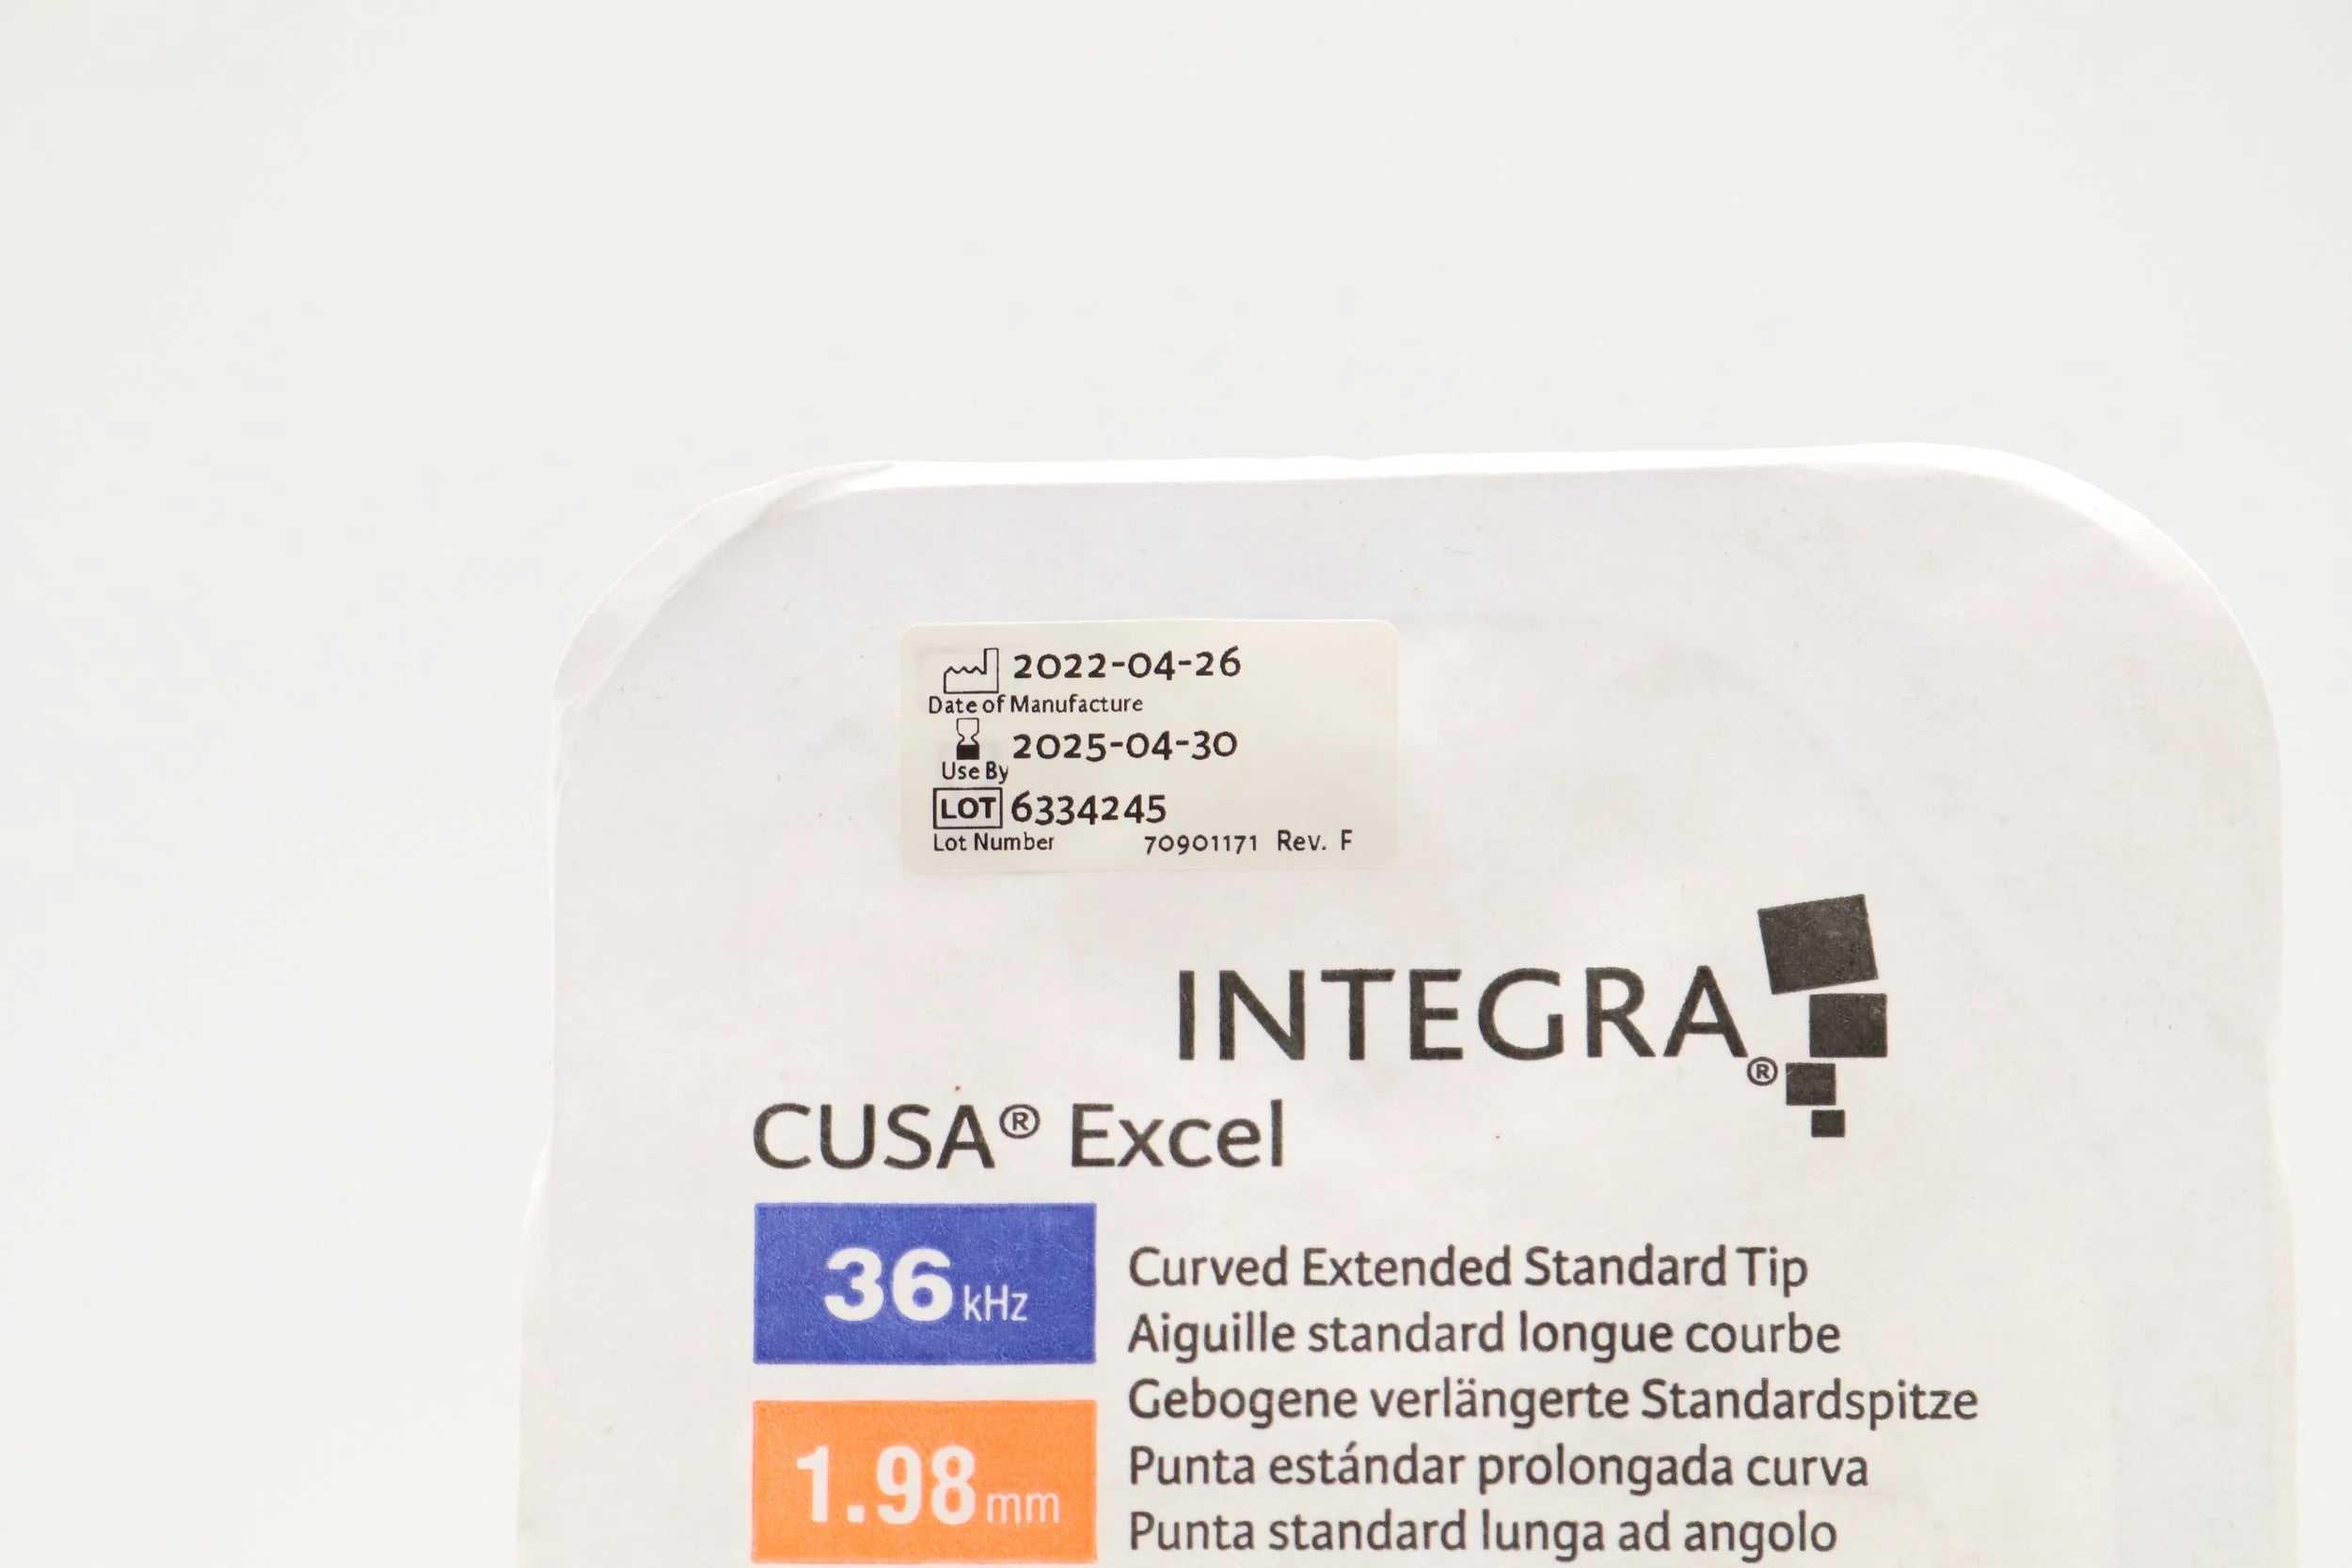 2022-04-26
Date of Manufacture
2025-04-30
Use By
LOT 6334245
Lot Number 70901171 Rev. F
INTEGRA®
CUSA® Excel
36 kHz
Curved Extended Standard Tip
Aiguille standard longue courbe
Gebogene verlängerte Standardspitze
1.98 mm
Punta estándar prolongada curva
Punta standard lunga ad angolo